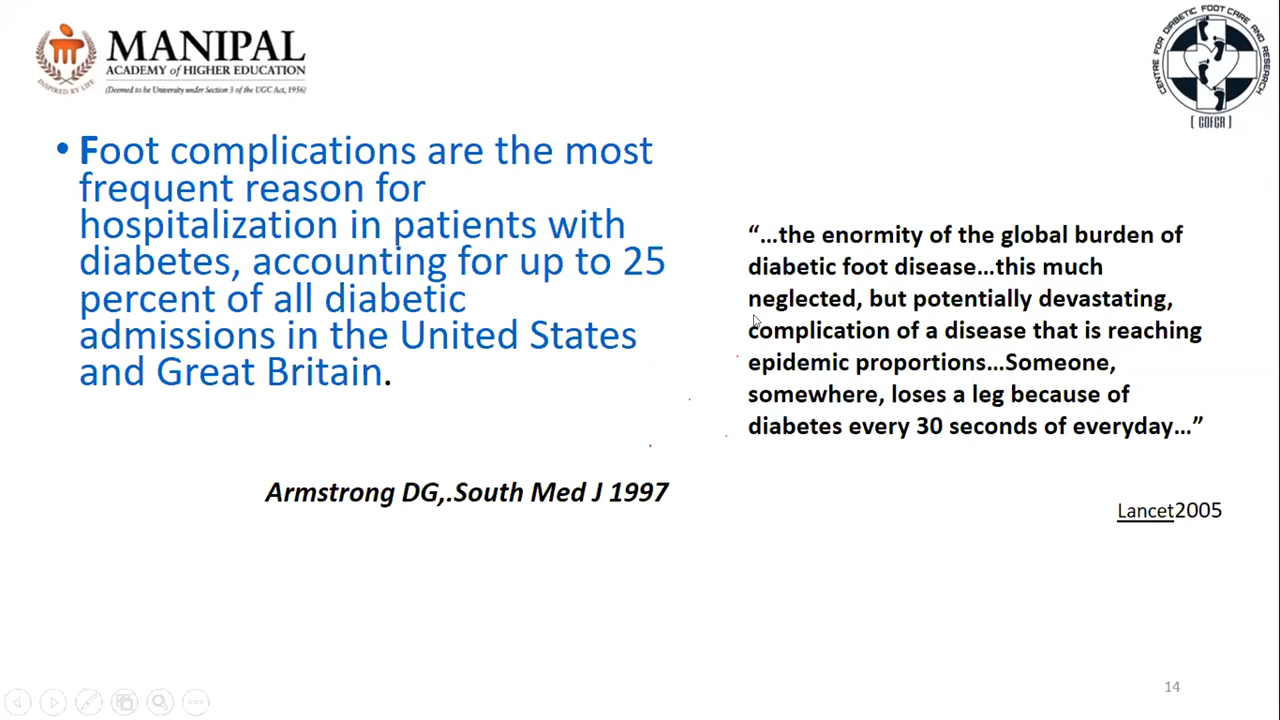 MANIPAL
ACADEMY of HIGHER EDUCATION
(Deemed to be University under Section 3 of the UGC Act, 1956)
INSPIRED BY LIFE
CENTRE FOR DIABETIC FOOT CARE AND RESEARCH
[ CDFCR ]
• Foot complications are the most
frequent reason for
hospitalization in patients with
diabetes, accounting for up to 25
percent of all diabetic
admissions in the United States
and Great Britain.
Armstrong DG,.South Med J 1997
“…the enormity of the global burden of
diabetic foot disease…this much
neglected, but potentially devastating,
complication of a disease that is reaching
epidemic proportions…Someone,
somewhere, loses a leg because of
diabetes every 30 seconds of everyday…”
Lancet2005
14